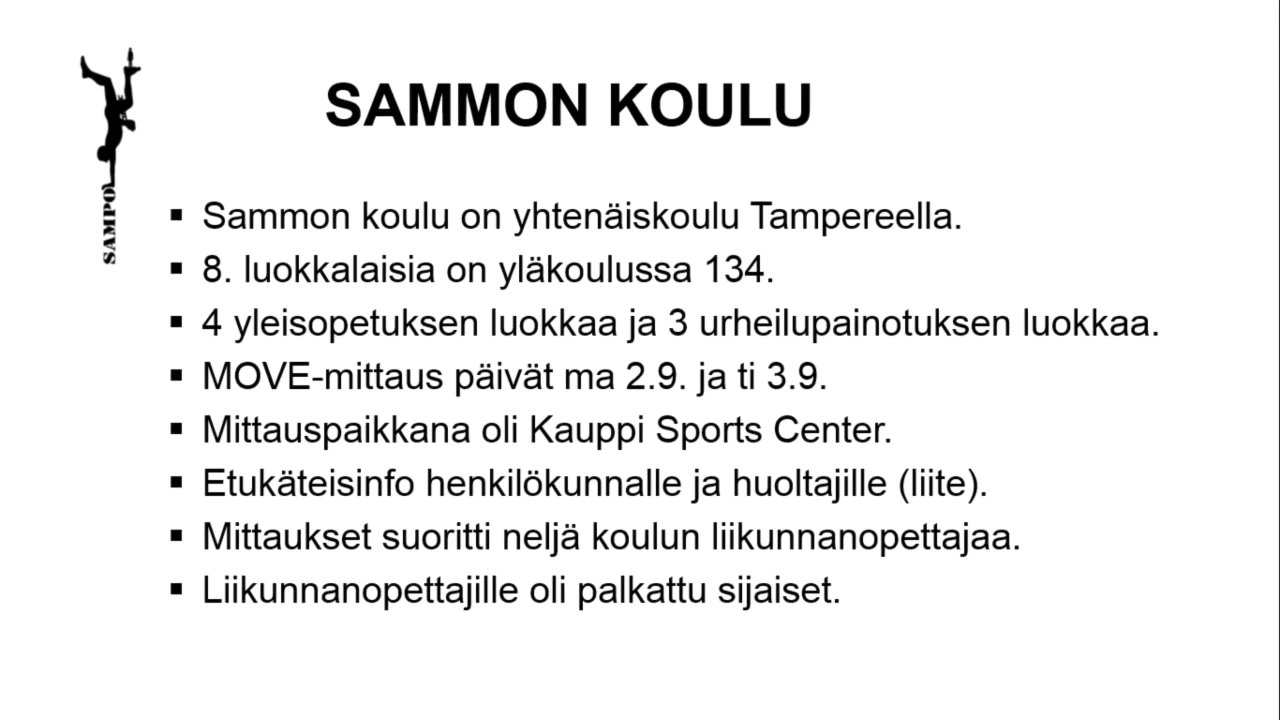 SAMMON KOULU
SAMPO
▪ Sammon koulu on yhtenäiskoulu Tampereella.
▪ 8. luokkalaisia on yläkoulussa 134.
▪ 4 yleisopetuksen luokkaa ja 3 urheilupainotuksen luokkaa.
▪ MOVE-mittaus päivät ma 2.9. ja ti 3.9.
▪ Mittauspaikkana oli Kauppi Sports Center.
▪ Etukäteisinfo henkilökunnalle ja huoltajille (liite).
▪ Mittaukset suoritti neljä koulun liikunnanopettajaa.
▪ Liikunnanopettajille oli palkattu sijaiset.